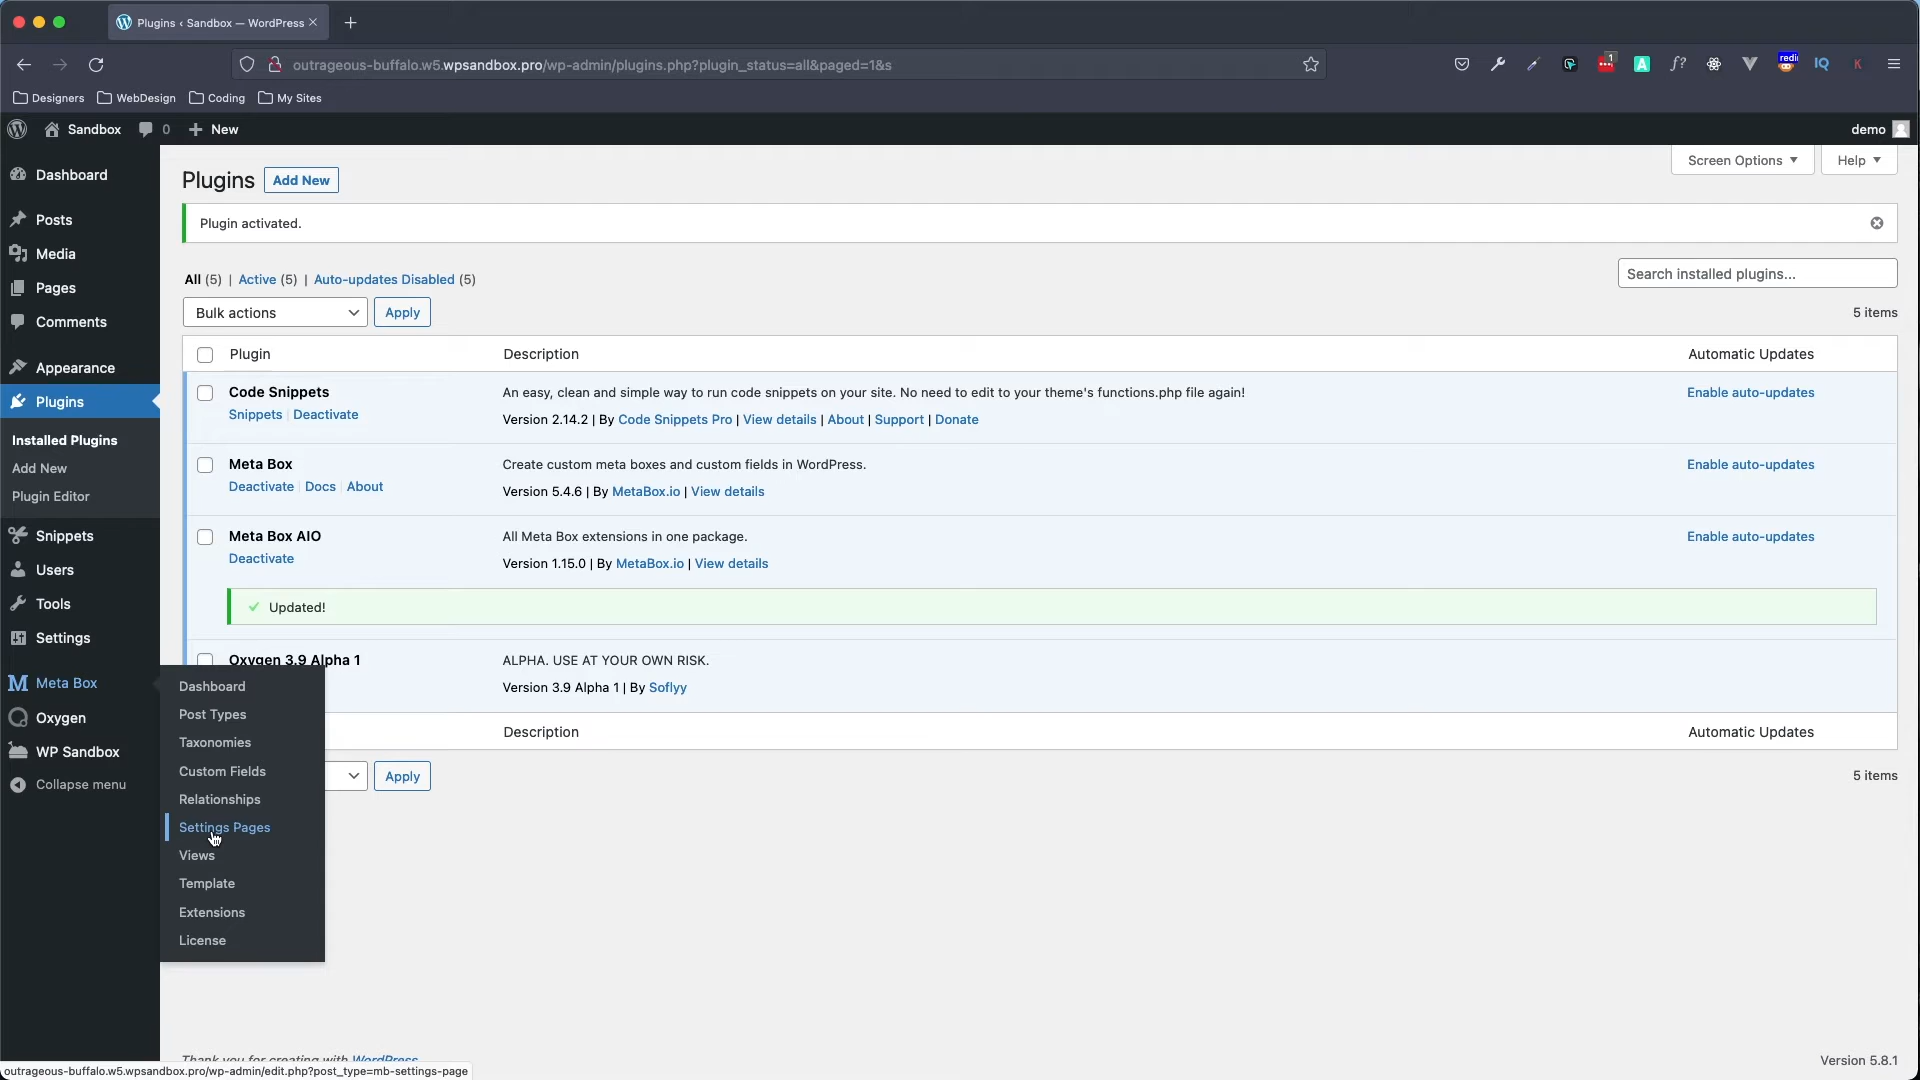 Plugins ‹ Sandbox — WordPress
outrageous-buffalo.w5.wpsandbox.pro/wp-admin/plugins.php?plugin_status=all&paged=1&s
1
A
f?
redi
IQ
K
Designers
WebDesign
Coding
My Sites
Sandbox
0
New
demo
Dashboard
Posts
Media
Pages
Comments
Appearance
Plugins
Installed Plugins
Add New
Plugin Editor
Snippets
Users
Tools
Settings
Meta Box
Oxygen
WP Sandbox
Collapse menu
Screen Options
Help
Plugins
Add New
Plugin activated.
All (5) | Active (5) | Auto-updates Disabled (5)
Search installed plugins...
Bulk actions
Apply
5 items
Plugin
Description
Automatic Updates
Code Snippets
Snippets | Deactivate
An easy, clean and simple way to run code snippets on your site. No need to edit to your theme's functions.php file again!
Version 2.14.2 | By Code Snippets Pro | View details | About | Support | Donate
Enable auto-updates
Meta Box
Deactivate | Docs | About
Create custom meta boxes and custom fields in WordPress.
Version 5.4.6 | By MetaBox.io | View details
Enable auto-updates
Meta Box AIO
Deactivate
All Meta Box extensions in one package.
Version 1.15.0 | By MetaBox.io | View details
Enable auto-updates
Updated!
Oxygen 3.9 Alpha 1
ALPHA. USE AT YOUR OWN RISK.
Version 3.9 Alpha 1 | By Soflyy
Description
Automatic Updates
Apply
5 items
Dashboard
Post Types
Taxonomies
Custom Fields
Relationships
Settings Pages
Views
Template
Extensions
License
Thank you for creating with WordPress
Version 5.8.1
outrageous-buffalo.w5.wpsandbox.pro/wp-admin/edit.php?post_type=mb-settings-page